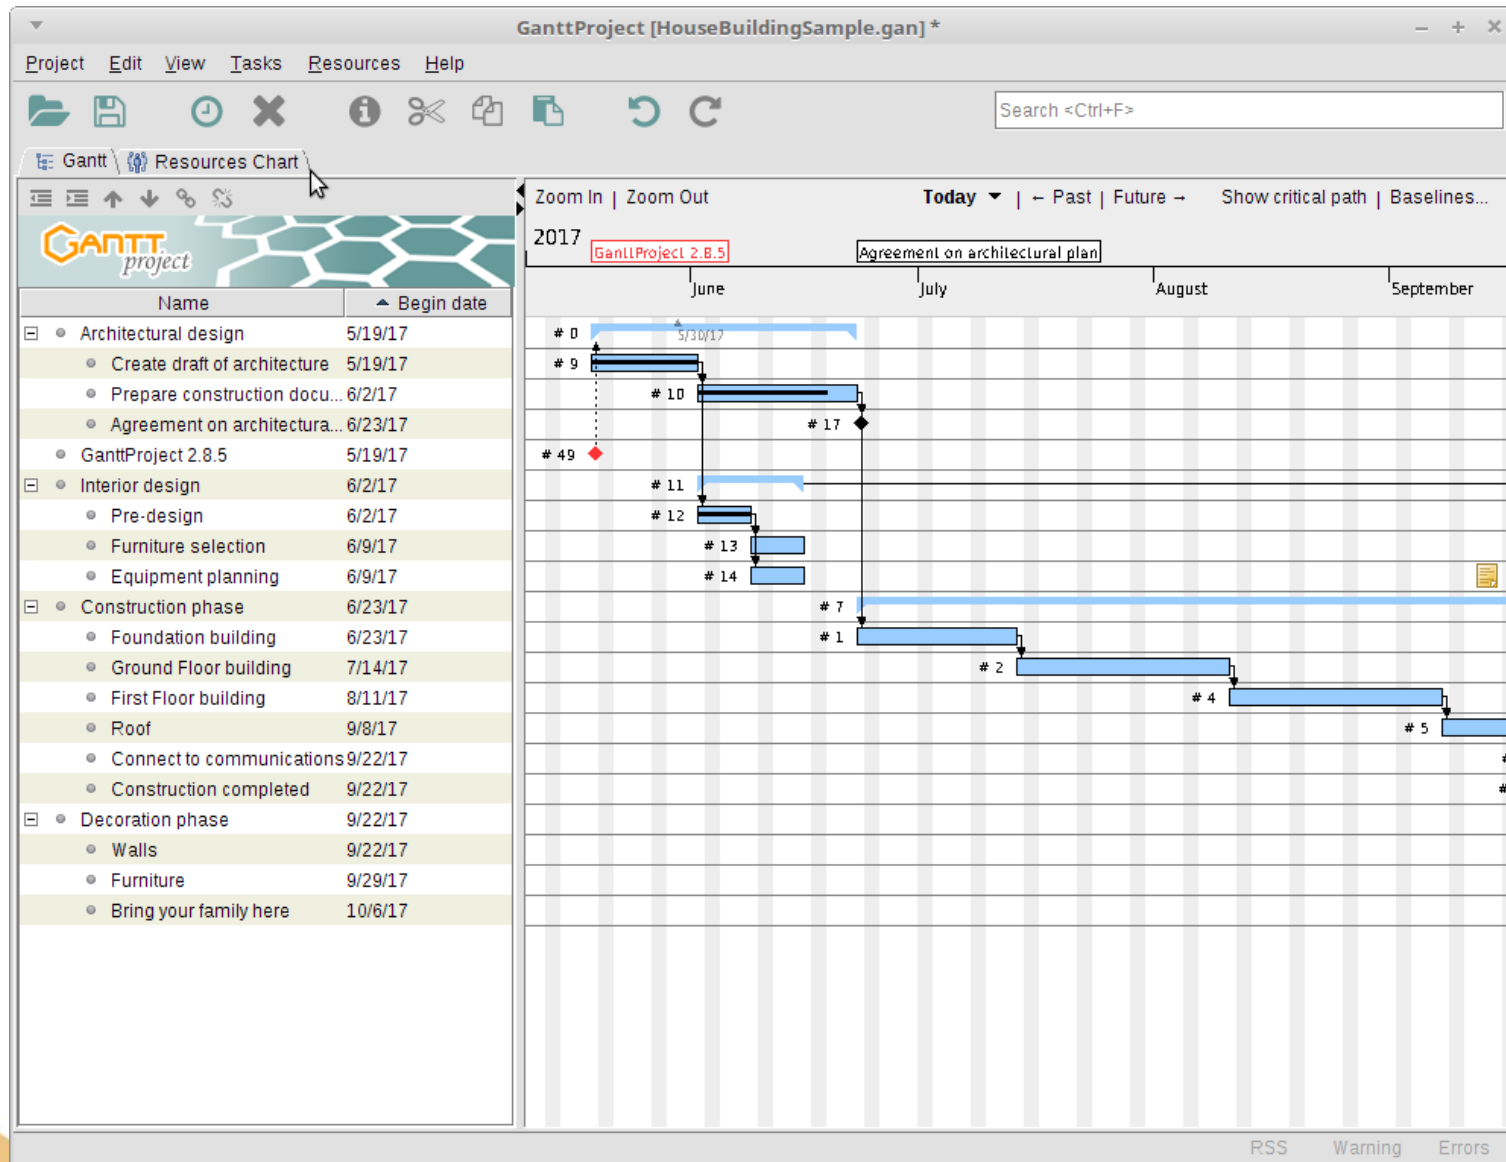 GanttProject [HouseBuildingSample.gan] *
Project Edit View Tasks Resources Help
Search <Ctrl+F>
Gantt Resources Chart
Zoom In | Zoom Out Today | ← Past | Future → Show critical path | Baselines...
GANTT project
2017
GanttProject 2.8.5 Agreement on architectural plan
June July August September
Name Begin date
Architectural design 5/19/17 # 0 5/30/17
Create draft of architecture 5/19/17 # 9
Prepare construction docu... 6/2/17 # 10
Agreement on architectura... 6/23/17 # 17
GanttProject 2.8.5 5/19/17 # 49
Interior design 6/2/17 # 11
Pre-design 6/2/17 # 12
Furniture selection 6/9/17 # 13
Equipment planning 6/9/17 # 14
Construction phase 6/23/17 # 7
Foundation building 6/23/17 # 1
Ground Floor building 7/14/17 # 2
First Floor building 8/11/17 # 4
Roof 9/8/17 # 5
Connect to communications 9/22/17
Construction completed 9/22/17 #
Decoration phase 9/22/17
Walls 9/22/17
Furniture 9/29/17
Bring your family here 10/6/17
RSS Warning Errors